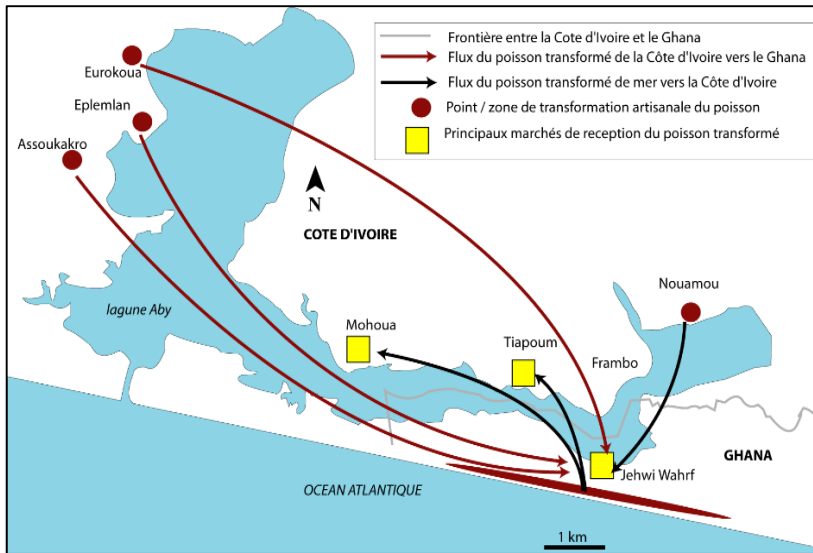 Frontière entre la Cote d'Ivoire et le Ghana
Flux du poisson transformé de la Côte d'Ivoire vers le Ghana
Flux du poisson transformé de mer vers la Côte d'Ivoire
Point / zone de transformation artisanale du poisson
Principaux marchés de reception du poisson transformé
Eurokoua
Eplemlan
Assoukakro
N
COTE D'IVOIRE
Nouamou
lagune Aby
Mohoua
Tiapoum
Frambo
GHANA
Jehwi Wahrf
OCEAN ATLANTIQUE
1 km